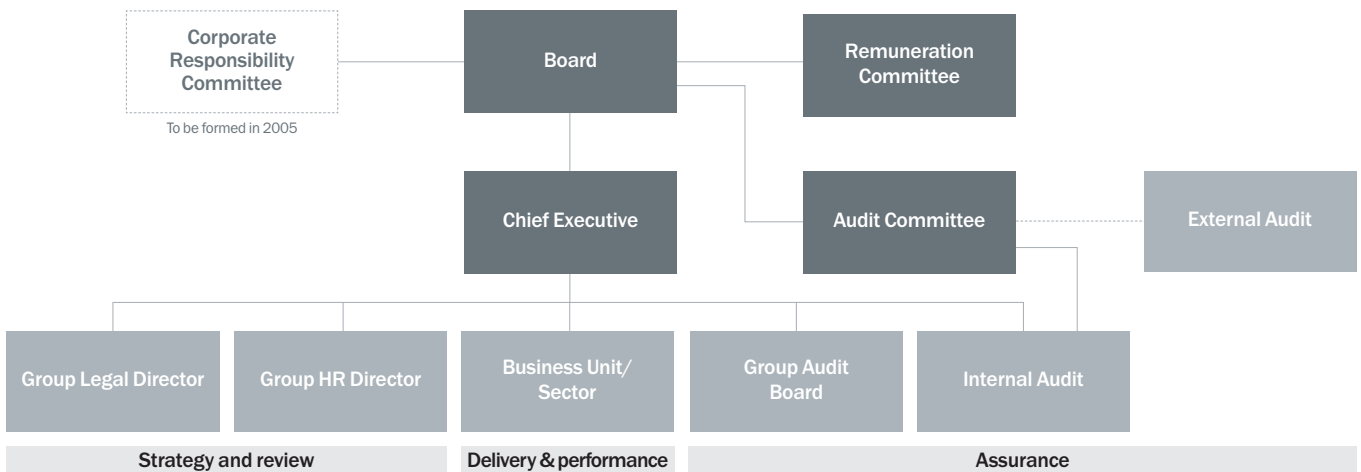 Corporate
Responsibility
Committee
To be formed in 2005
Board
Remuneration
Committee
Chief Executive
Audit Committee
External Audit
Group Legal Director
Group HR Director
Business Unit/
Sector
Group Audit
Board
Internal Audit
Strategy and review
Delivery & performance
Assurance